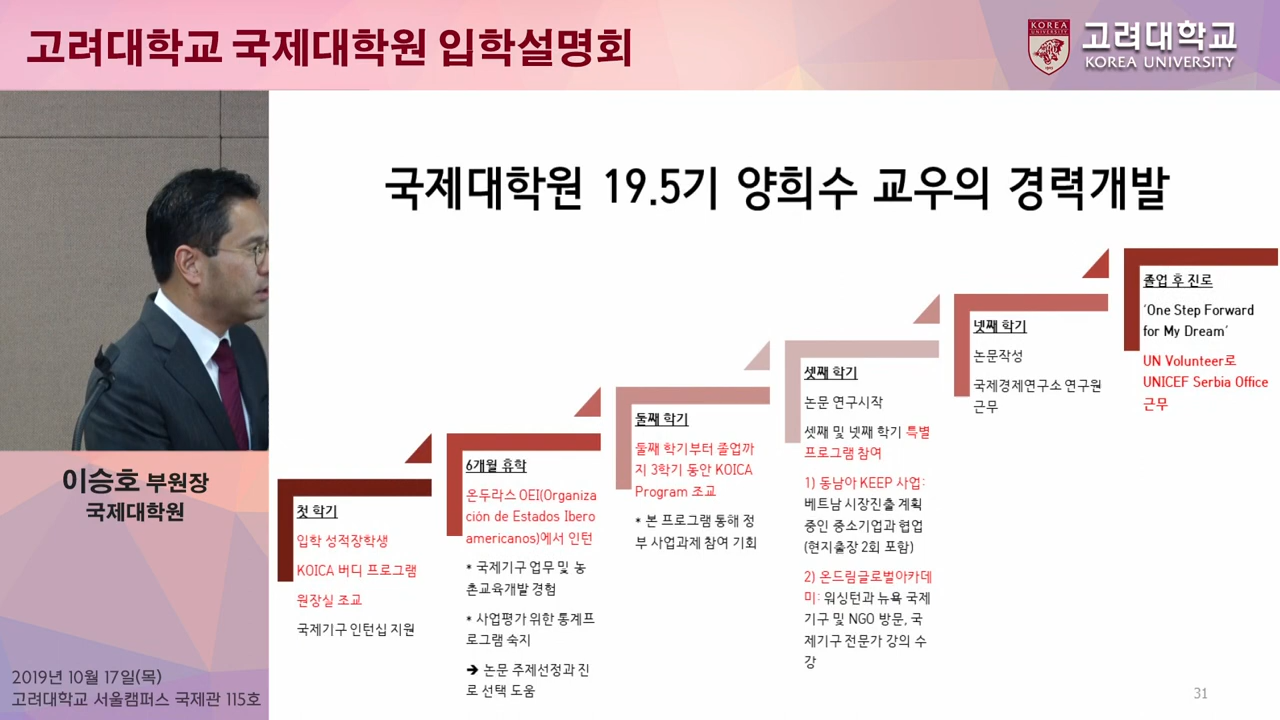 고려대학교 국제대학원 입학설명회
KOREA
UNIVERSITY
고려대학교
KOREA UNIVERSITY
국제대학원 19.5기 양희수 교우의 경력개발
첫 학기
입학 성적장학생
KOICA 버디 프로그램
원장실 조교
국제기구 인턴십 지원
6개월 휴학
온두라스 OEI(Organiza
ción de Estados Ibero
americanos)에서 인턴
* 국제기구 업무 및 농
촌교육개발 경험
* 사업평가 위한 통계프
로그램 숙지
➔ 논문 주제선정과 진
로 선택 도움
둘째 학기
둘째 학기부터 졸업까
지 3학기 동안 KOICA
Program 조교
* 본 프로그램 통해 정
부 사업과제 참여 기회
셋째 학기
논문 연구시작
셋째 및 넷째 학기 특별
프로그램 참여
1) 동남아 KEEP 사업:
베트남 시장진출 계획
중인 중소기업과 협업
(현지출장 2회 포함)
2) 온드림글로벌아카데
미: 워싱턴과 뉴욕 국제
기구 및 NGO 방문, 국
제기구 전문가 강의 수
강
넷째 학기
논문작성
국제경제연구소 연구원
근무
졸업 후 진로
‘One Step Forward
for My Dream’
UN Volunteer로
UNICEF Serbia Office
근무
이승호 부원장
국제대학원
2019년 10월 17일(목)
고려대학교 서울캠퍼스 국제관 115호
31